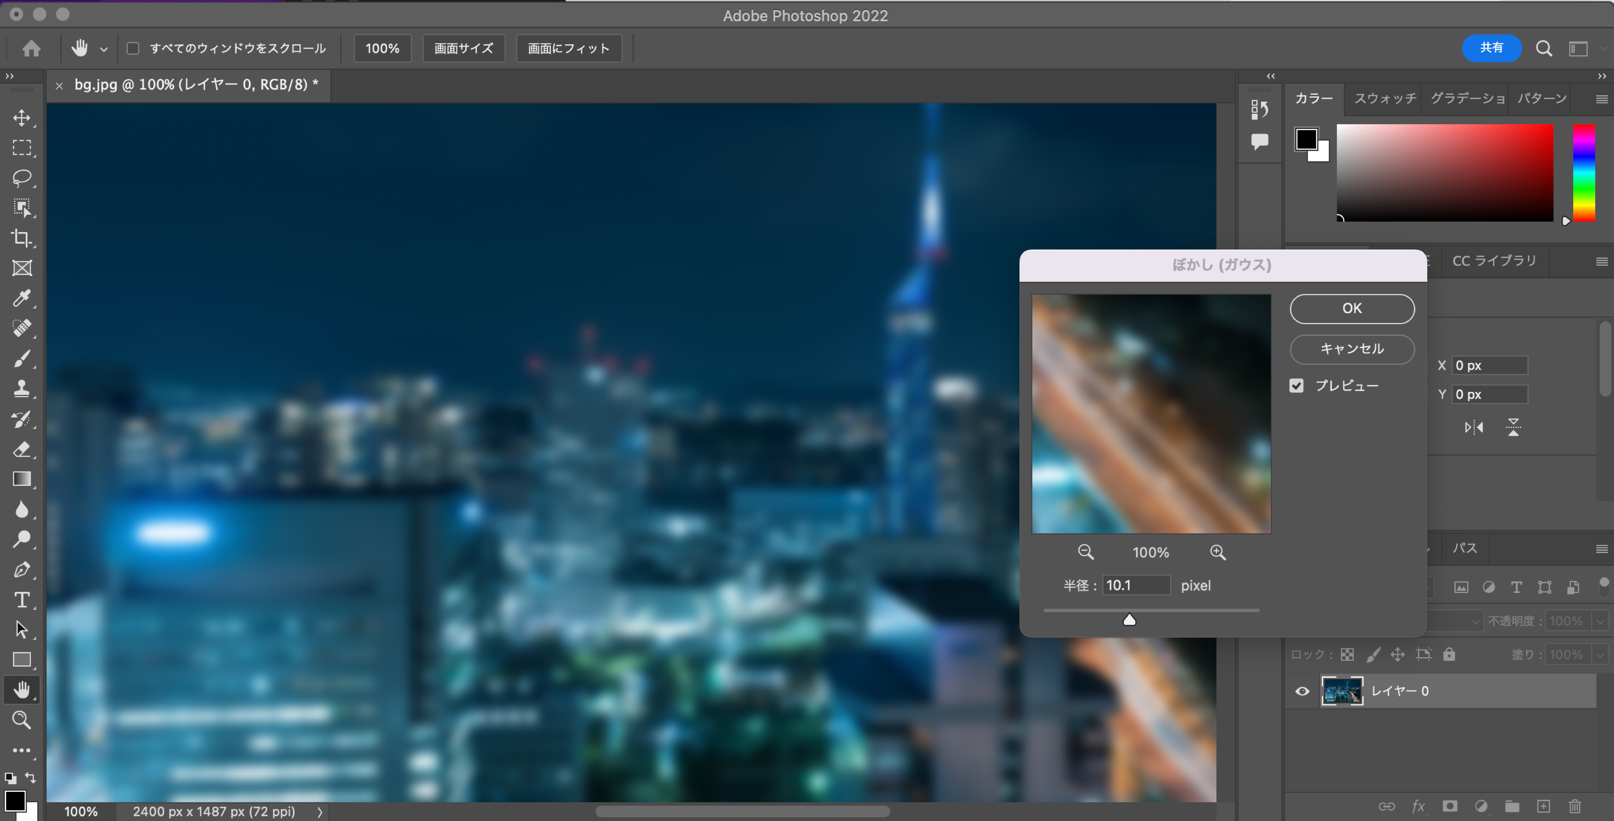 Adobe Photoshop 2022
すべてのウィンドウをスクロール
100%
画面サイズ
画面にフィット
共有
bg.jpg @ 100% (レイヤー 0, RGB/8) *
カラー
スウォッチ
グラデーショ
パターン
CC ライブラリ
ぼかし (ガウス)
OK
キャンセル
プレビュー
100%
半径 : 10.1 pixel
X 0 px
Y 0 px
パス
不透明度 : 100%
ロック :
塗り : 100%
レイヤー 0
100%
2400 px x 1487 px (72 ppi)